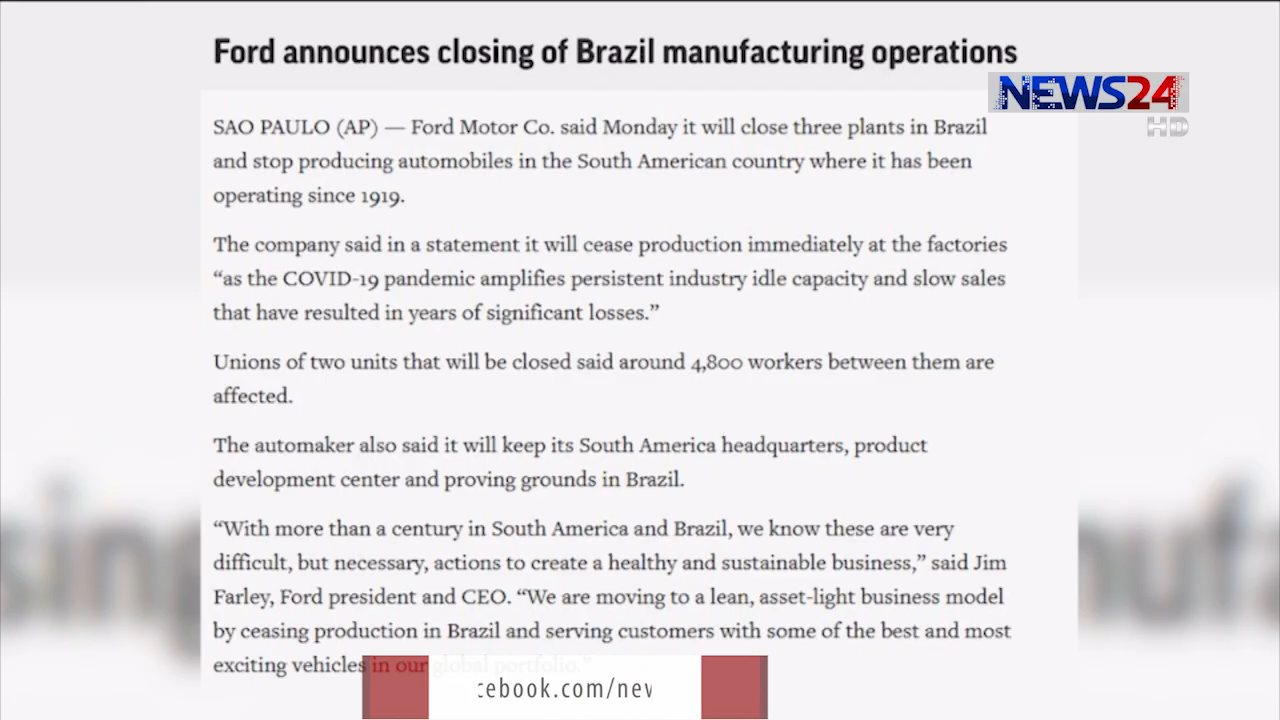 Ford announces closing of Brazil manufacturing operations
NEWS24
HD
SAO PAULO (AP) — Ford Motor Co. said Monday it will close three plants in Brazil
and stop producing automobiles in the South American country where it has been
operating since 1919.
The company said in a statement it will cease production immediately at the factories
“as the COVID-19 pandemic amplifies persistent industry idle capacity and slow sales
that have resulted in years of significant losses.”
Unions of two units that will be closed said around 4,800 workers between them are
affected.
The automaker also said it will keep its South America headquarters, product
development center and proving grounds in Brazil.
“With more than a century in South America and Brazil, we know these are very
difficult, but necessary, actions to create a healthy and sustainable business,” said Jim
Farley, Ford president and CEO. “We are moving to a lean, asset-light business model
by ceasing production in Brazil and serving customers with some of the best and most
exciting vehicles in our global portfolio.”
cebook.com/nev